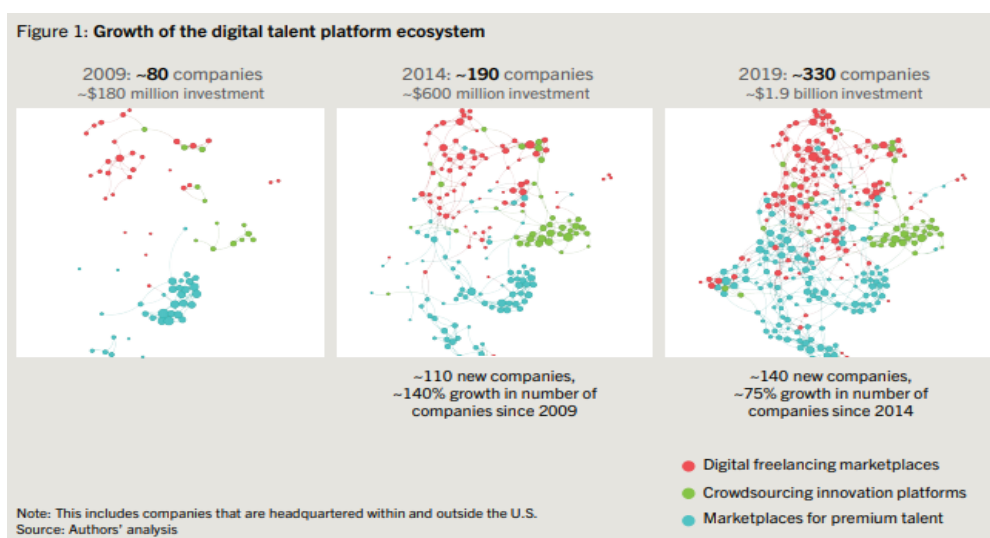 Figure 1: Growth of the digital talent platform ecosystem
2009: ~80 companies
~$180 million investment
2014: ~190 companies
~$600 million investment
2019: ~330 companies
~$1.9 billion investment
~110 new companies,
~140% growth in number of
companies since 2009
~140 new companies,
~75% growth in number of
companies since 2014
Digital freelancing marketplaces
Crowdsourcing innovation platforms
Marketplaces for premium talent
Note: This includes companies that are headquartered within and outside the U.S.
Source: Authors' analysis